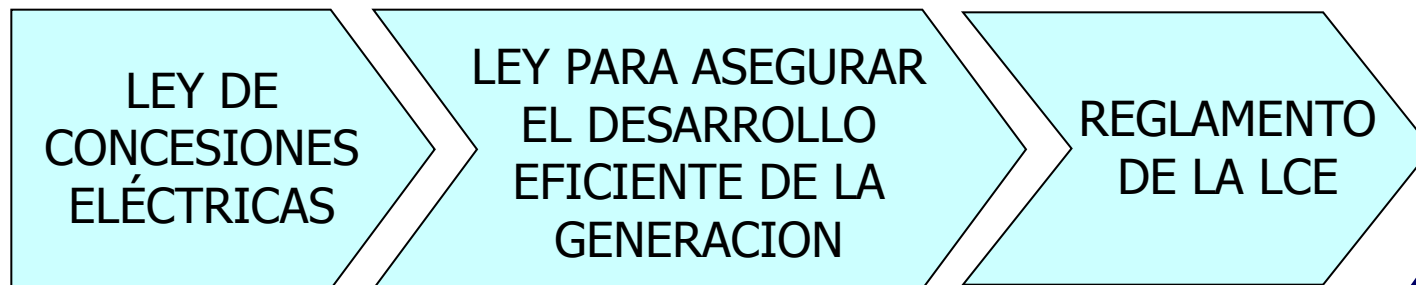 LEY DE
CONCESIONES
ELÉCTRICAS
LEY PARA ASEGURAR
EL DESARROLLO
EFICIENTE DE LA
GENERACION
REGLAMENTO
DE LA LCE